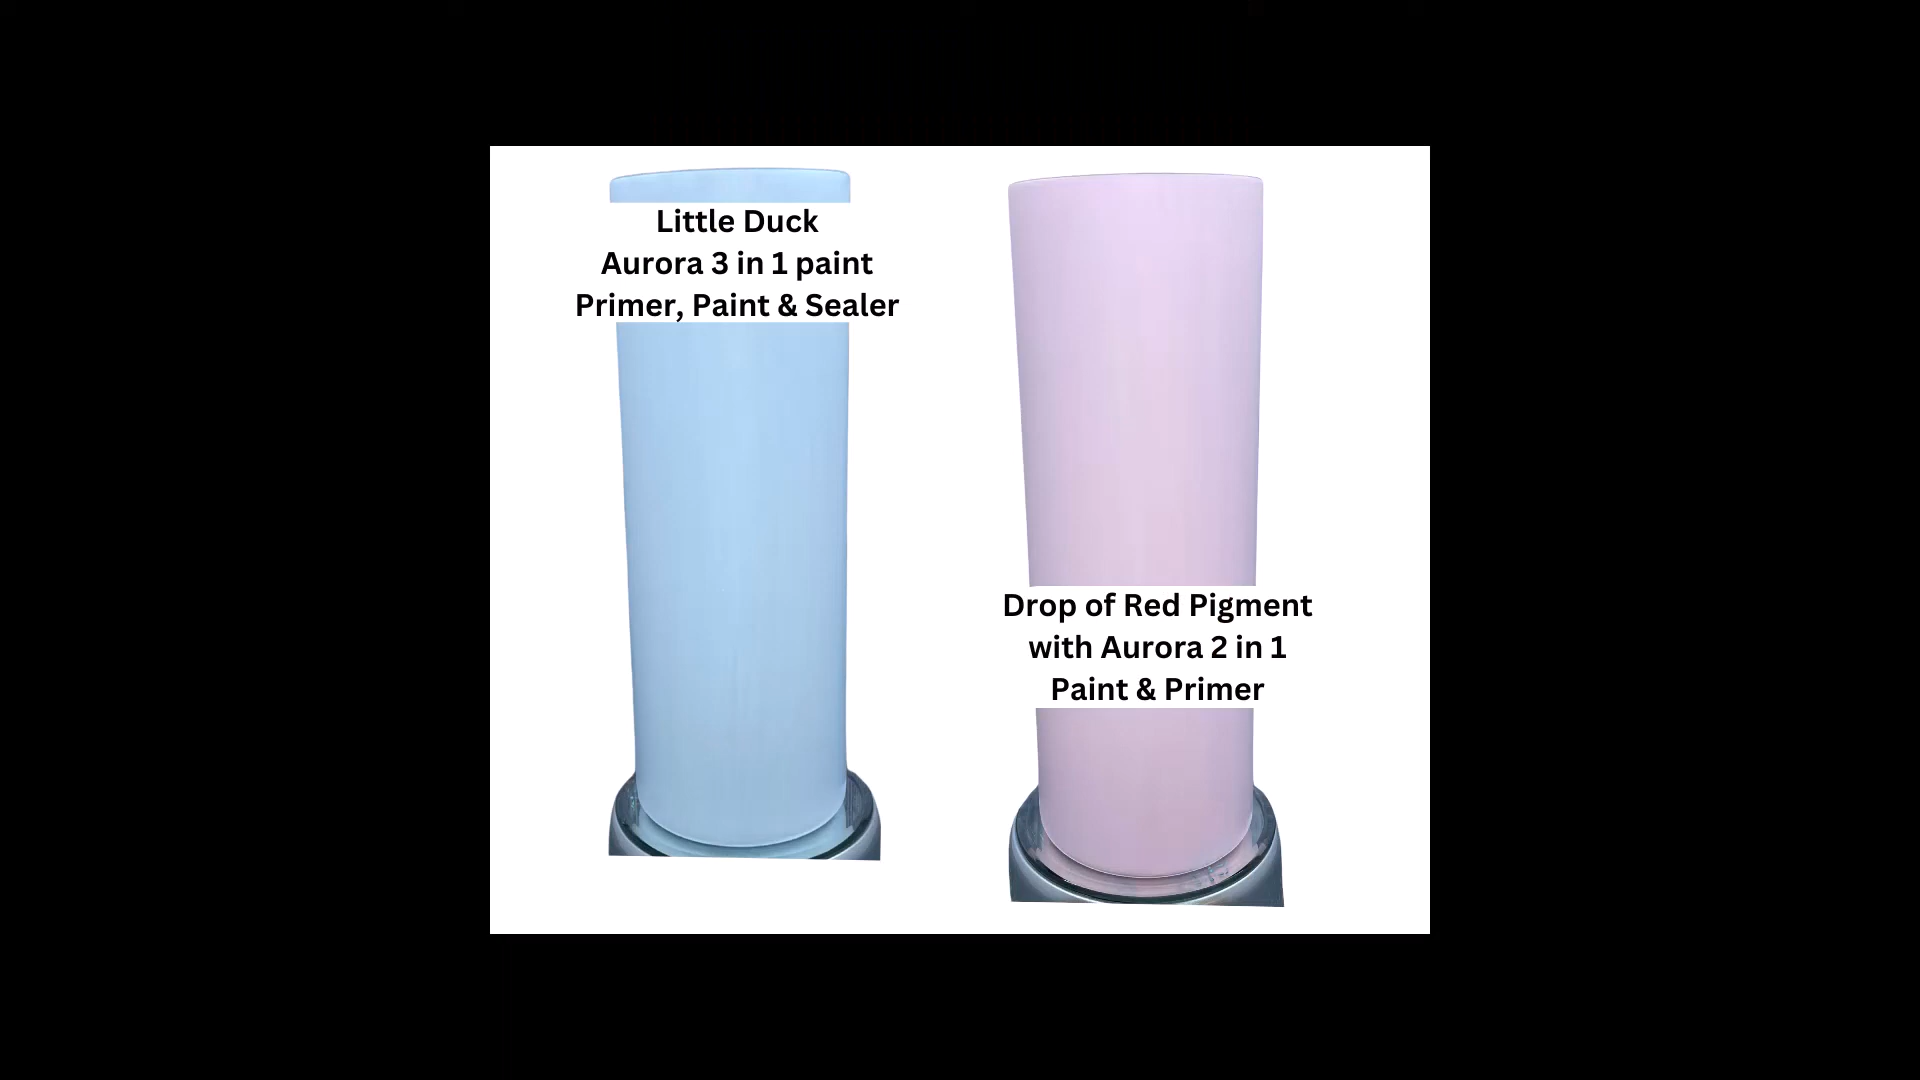 Little Duck
Aurora 3 in 1 paint
Primer, Paint & Sealer
Drop of Red Pigment
with Aurora 2 in 1
Paint & Primer